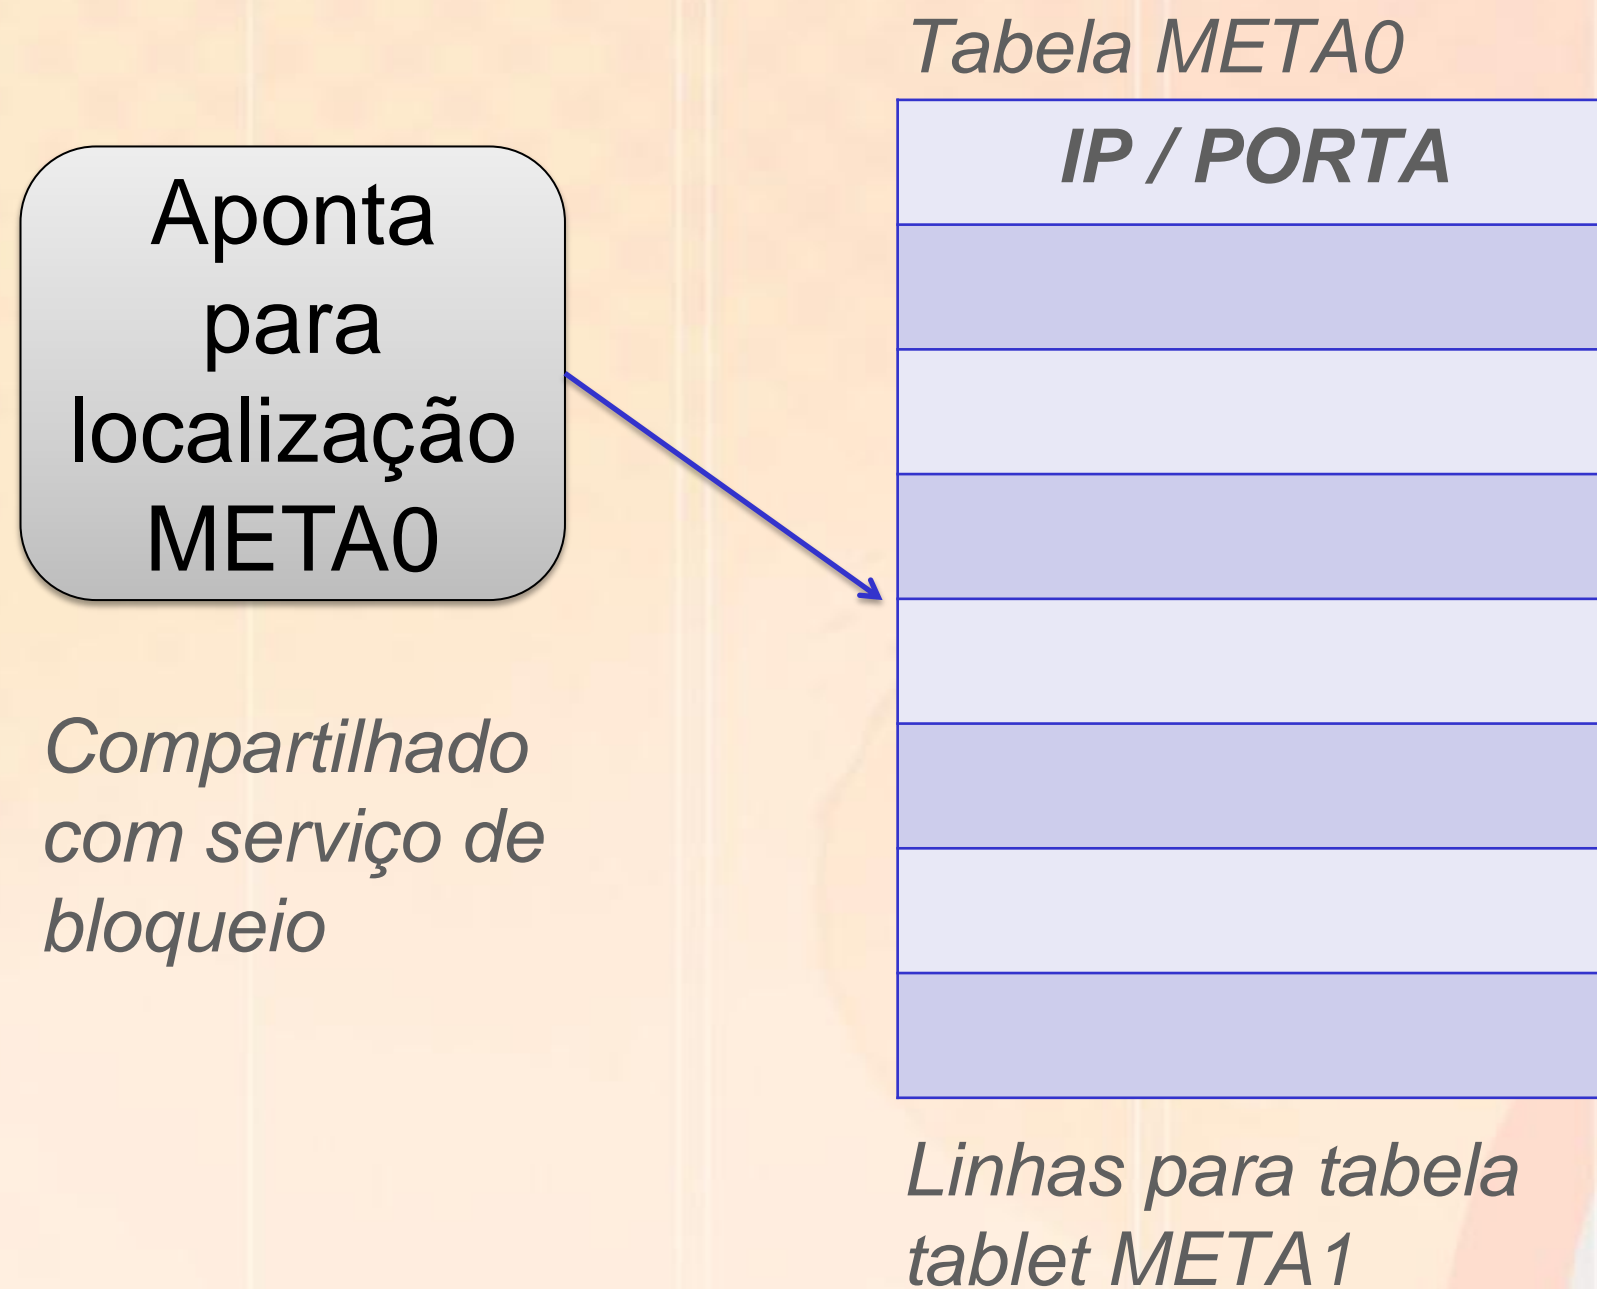 Tabela META0
IP / PORTA
Aponta
para
localização
META0
Compartilhado
com serviço de
bloqueio
Linhas para tabela
tablet META1